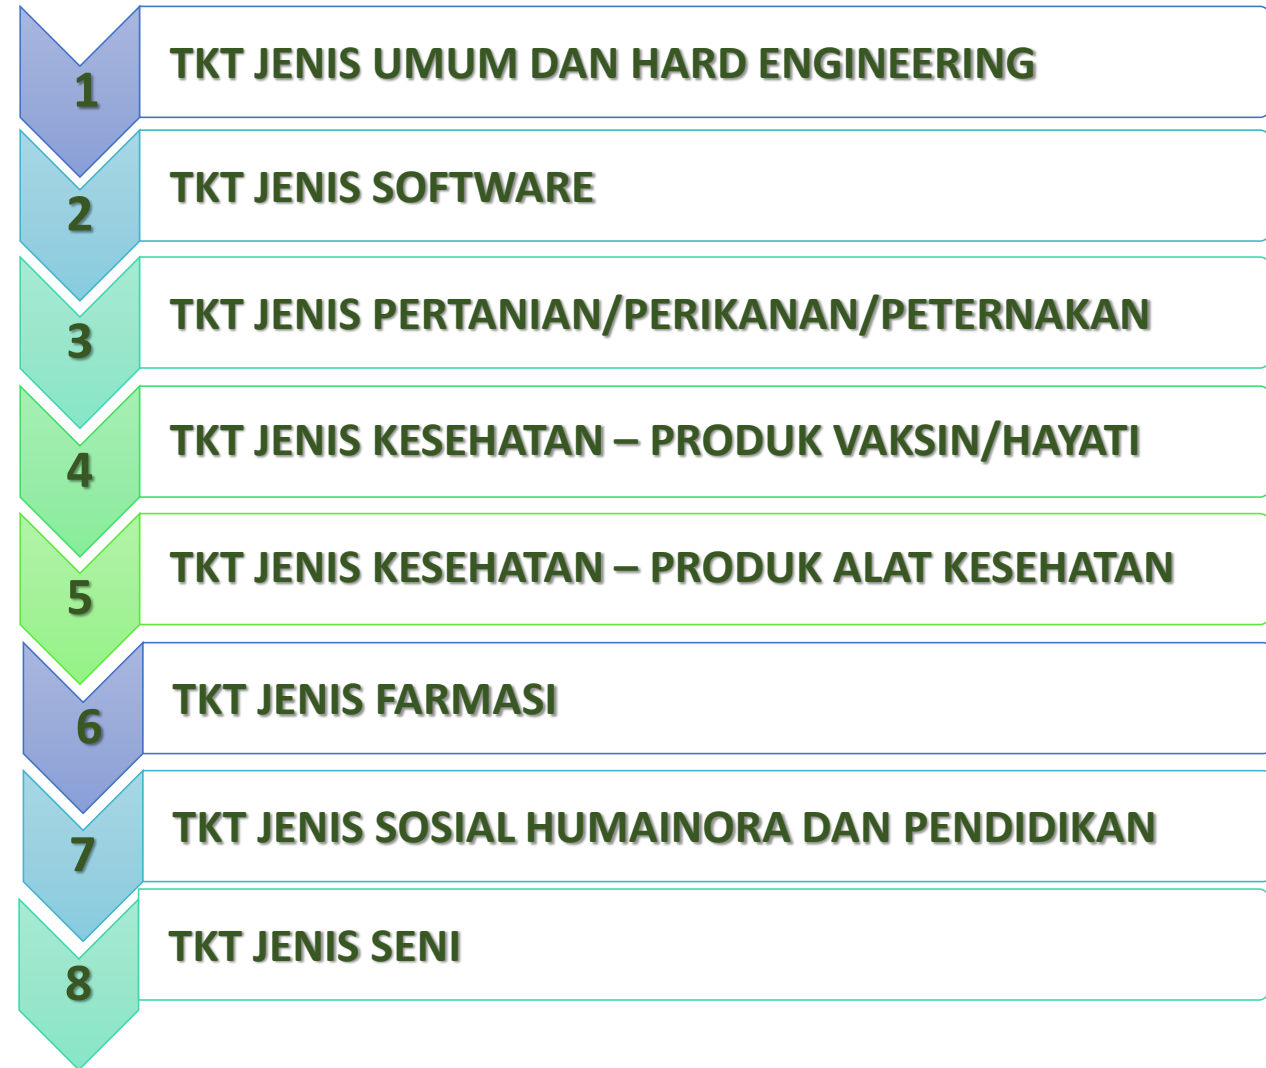 1
TKT JENIS UMUM DAN HARD ENGINEERING
2
TKT JENIS SOFTWARE
3
TKT JENIS PERTANIAN/PERIKANAN/PETERNAKAN
4
TKT JENIS KESEHATAN – PRODUK VAKSIN/HAYATI
5
TKT JENIS KESEHATAN – PRODUK ALAT KESEHATAN
6
TKT JENIS FARMASI
7
TKT JENIS SOSIAL HUMAINORA DAN PENDIDIKAN
8
TKT JENIS SENI